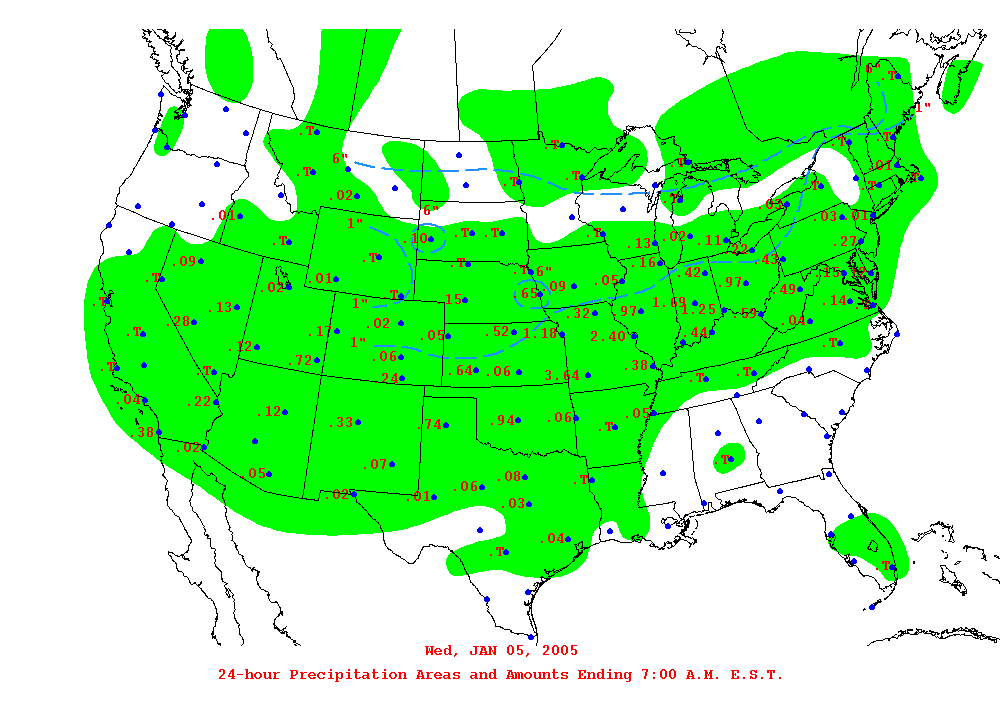 6" .T
1"
.T
.T .T .T
6" .T .T .01
.T .T .T .T .T
.02 .T
.01 6" .03 .01
1"
.T .10 .T .T .T .13 .02 .11 .22 .27
.09 .T .T .16 .43
.T .01 .T 6" .09 .05 .42 .97 .15
.T .13 1" .T .15 .65 .49 .14
.28 .02 .32 .97 1.69 1.25 .59 .04
.T .17 1" .05 .52 1.18 2.40 .44 .T
.12 .72 .06
.T .T .24 .64 .06 3.64 .38 .T .T
.04 .22 .12 .33 .74 .94 .06 .T .05
.38 .02 .T
.05 .07 .08 .T
.02 .01 .06 .03
.T .04 .T
Wed, JAN 05, 2005
24-hour Precipitation Areas and Amounts Ending 7:00 A.M. E.S.T.